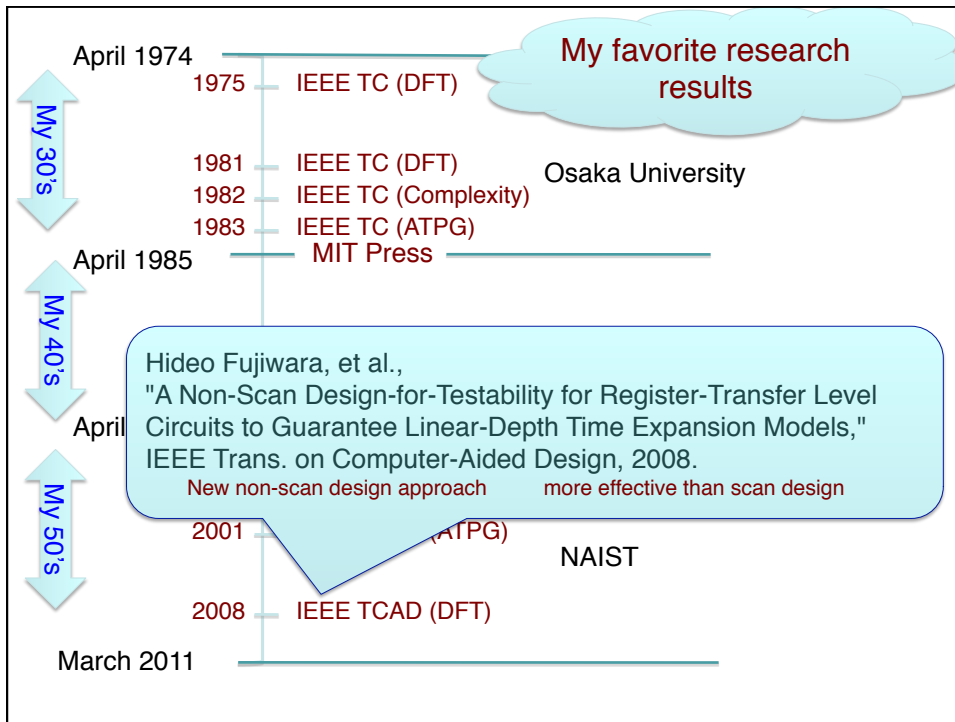 My favorite research
results
April 1974
1975 IEEE TC (DFT)
My 30's
1981 IEEE TC (DFT)
Osaka University
1982 IEEE TC (Complexity)
1983 IEEE TC (ATPG)
MIT Press
April 1985
My 40's
Hideo Fujiwara, et al.,
"A Non-Scan Design-for-Testability for Register-Transfer Level
Circuits to Guarantee Linear-Depth Time Expansion Models,"
IEEE Trans. on Computer-Aided Design, 2008.
New non-scan design approach more effective than scan design
April
My 50's
2001 (ATPG)
NAIST
2008 IEEE TCAD (DFT)
March 2011